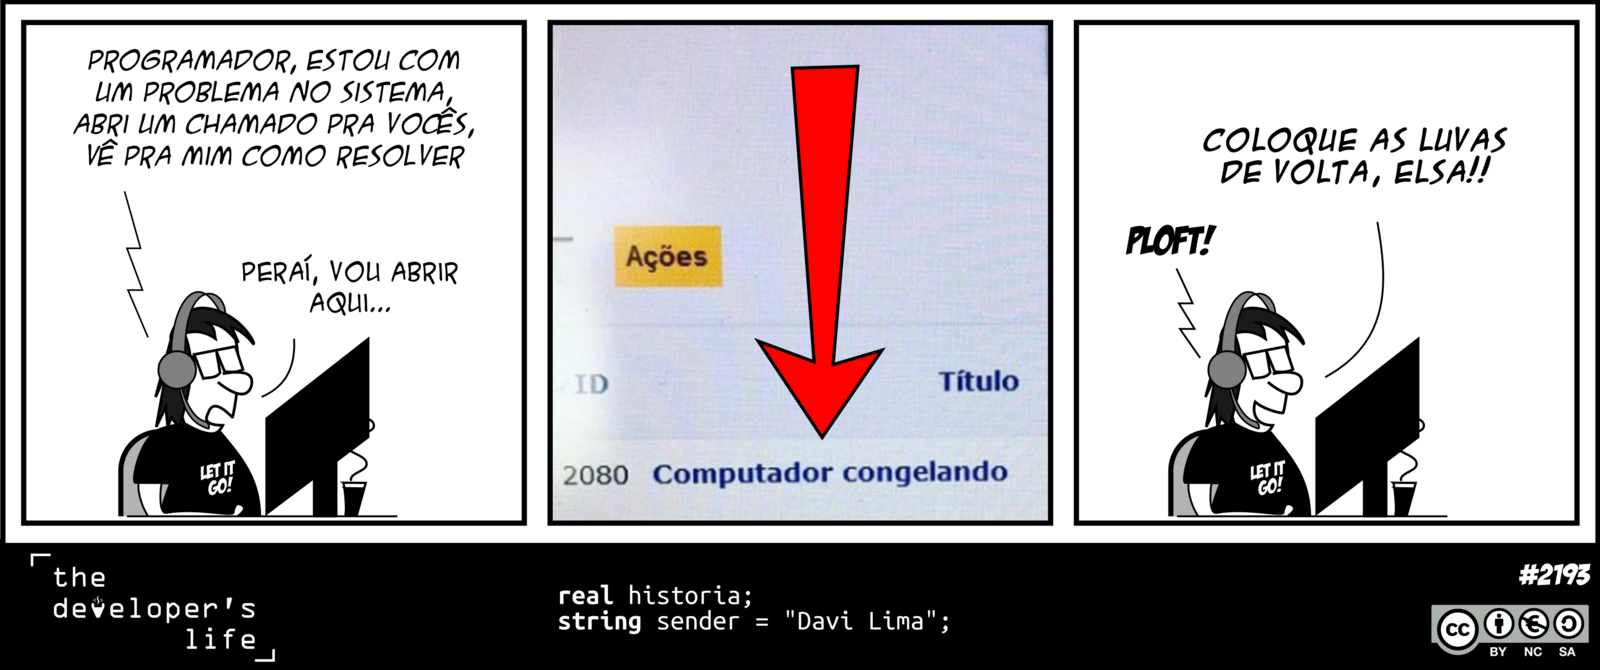 PROGRAMADOR, ESTOU COM
UM PROBLEMA NO SISTEMA,
ABRI UM CHAMADO PRA VOCÊS,
VÊ PRA MIM COMO RESOLVER
PERAÍ, VOU ABRIR
AQUI...
LET IT
GO!
Ações
ID Título
2080 Computador congelando
COLOQUE AS LUVAS
DE VOLTA, ELSA!!
PLOFT!
LET IT
GO!
the
developer's
life
real historia;
string sender = "Davi Lima";
#2193
cc
BY NC SA